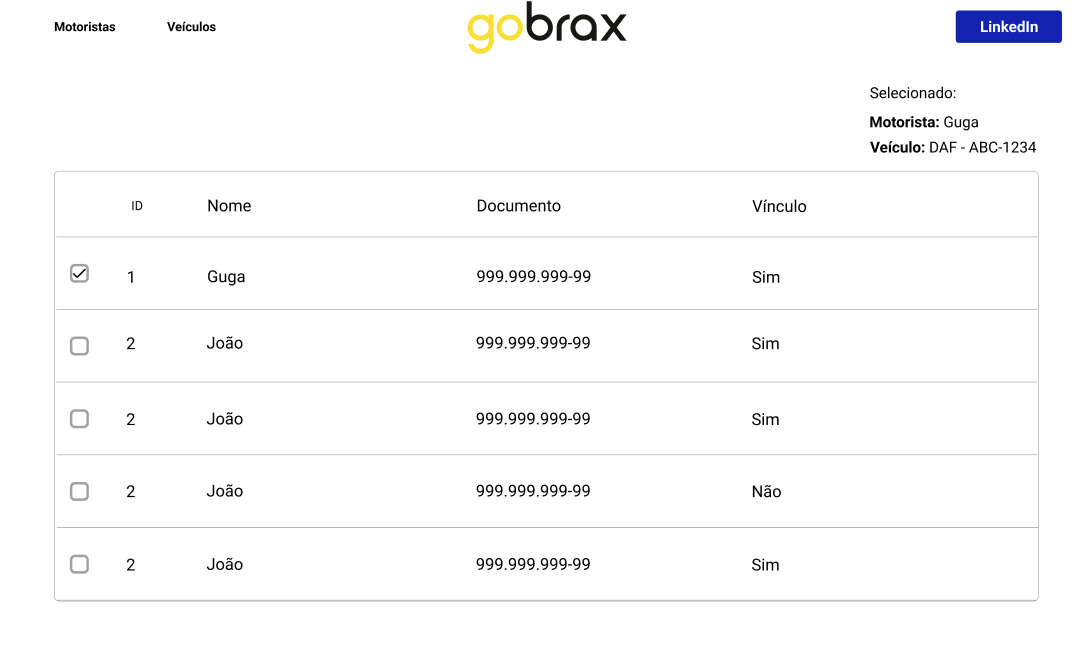 Motoristas Veículos gobrax LinkedIn
Selecionado:
Motorista: Guga
Veículo: DAF - ABC-1234
ID Nome Documento Vínculo
1 Guga 999.999.999-99 Sim
2 João 999.999.999-99 Sim
2 João 999.999.999-99 Sim
2 João 999.999.999-99 Não
2 João 999.999.999-99 Sim